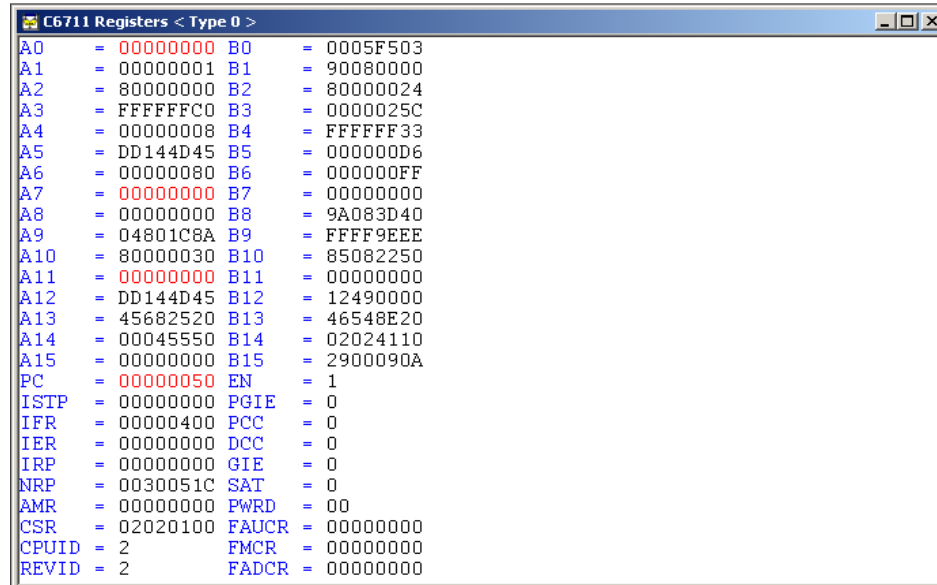 C6711 Registers < Type 0 >
A0 = 00000000 B0 = 0005F503
A1 = 00000001 B1 = 90080000
A2 = 80000000 B2 = 80000024
A3 = FFFFFFC0 B3 = 0000025C
A4 = 00000008 B4 = FFFFFF33
A5 = DD144D45 B5 = 000000D6
A6 = 00000080 B6 = 000000FF
A7 = 00000000 B7 = 00000000
A8 = 00000000 B8 = 9A083D40
A9 = 04801C8A B9 = FFFF9EEE
A10 = 80000030 B10 = 85082250
A11 = 00000000 B11 = 00000000
A12 = DD144D45 B12 = 12490000
A13 = 45682520 B13 = 46548E20
A14 = 00045550 B14 = 02024110
A15 = 00000000 B15 = 2900090A
PC = 00000050 EN = 1
ISTP = 00000000 PGIE = 0
IFR = 00000400 PCC = 0
IER = 00000000 DCC = 0
IRP = 00000000 GIE = 0
NRP = 0030051C SAT = 0
AMR = 00000000 PWRD = 00
CSR = 02020100 FAUCR = 00000000
CPUID = 2 FMCR = 00000000
REVID = 2 FADCR = 00000000